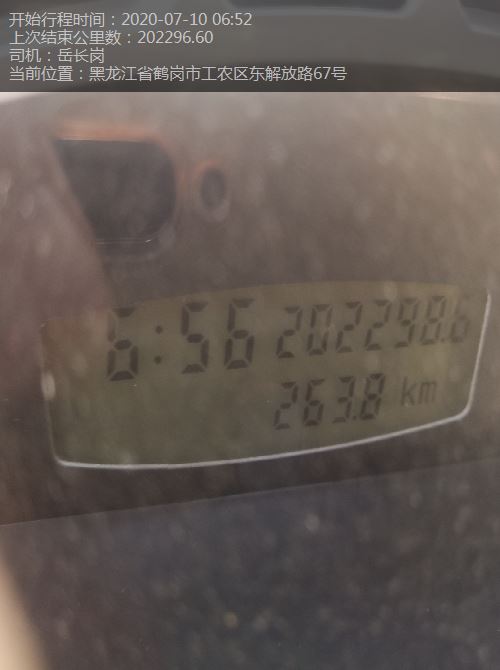 开始行程时间：2020-07-10 06:52
上次结束公里数：202296.60
司机：岳长岗
当前位置：黑龙江省鹤岗市工农区东解放路67号
6:56 202298.6
263.8 km